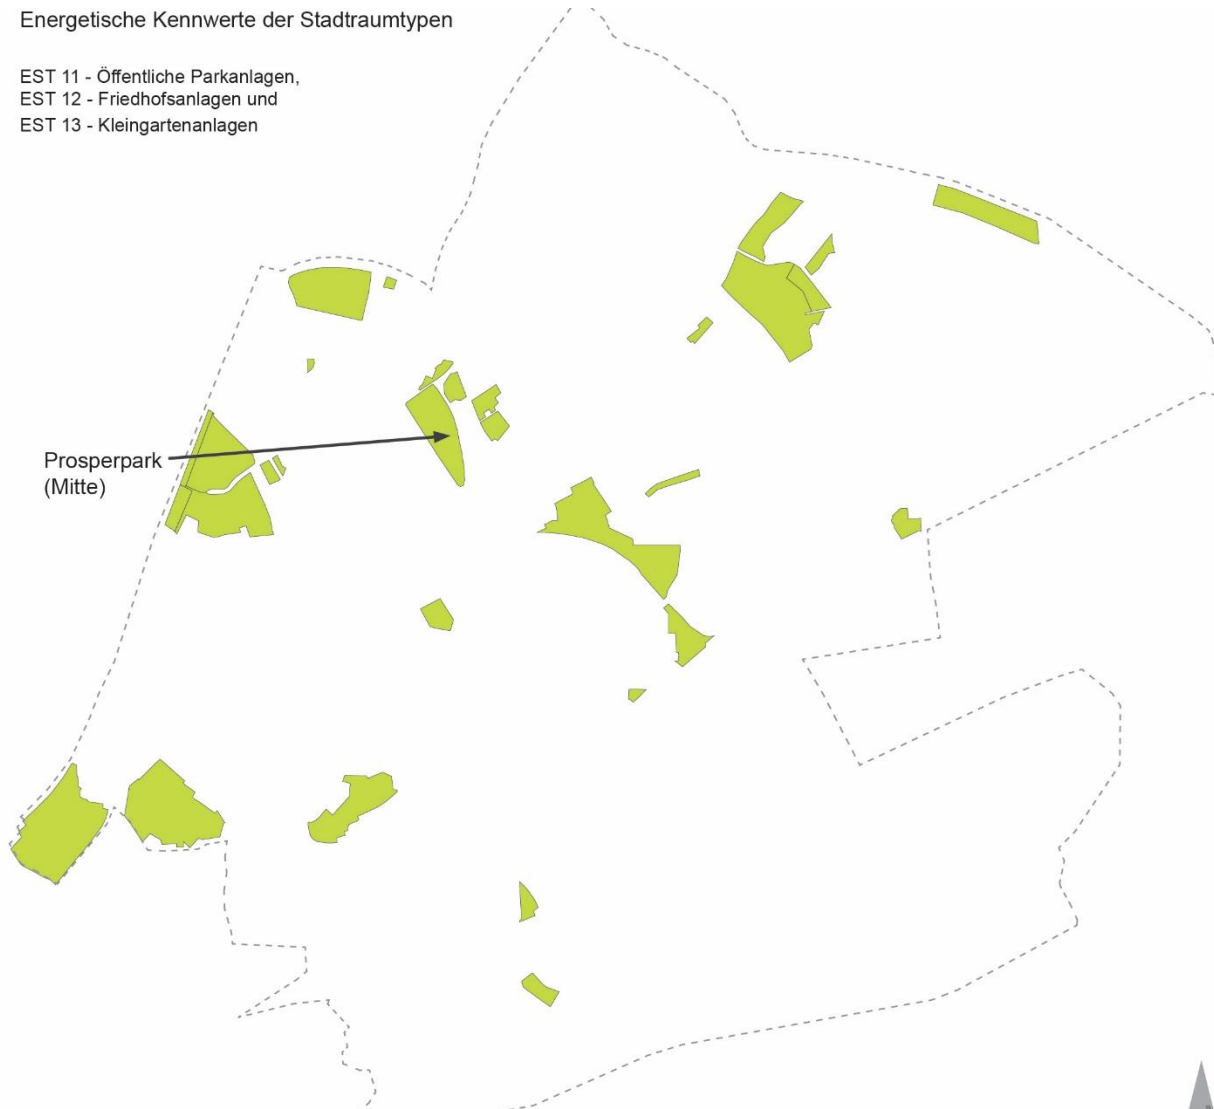 Energetische Kennwerte der Stadtraumtypen
EST 11 - Öffentliche Parkanlagen,
EST 12 - Friedhofsanlagen und
EST 13 - Kleingartenanlagen
Prosperpark
(Mitte)